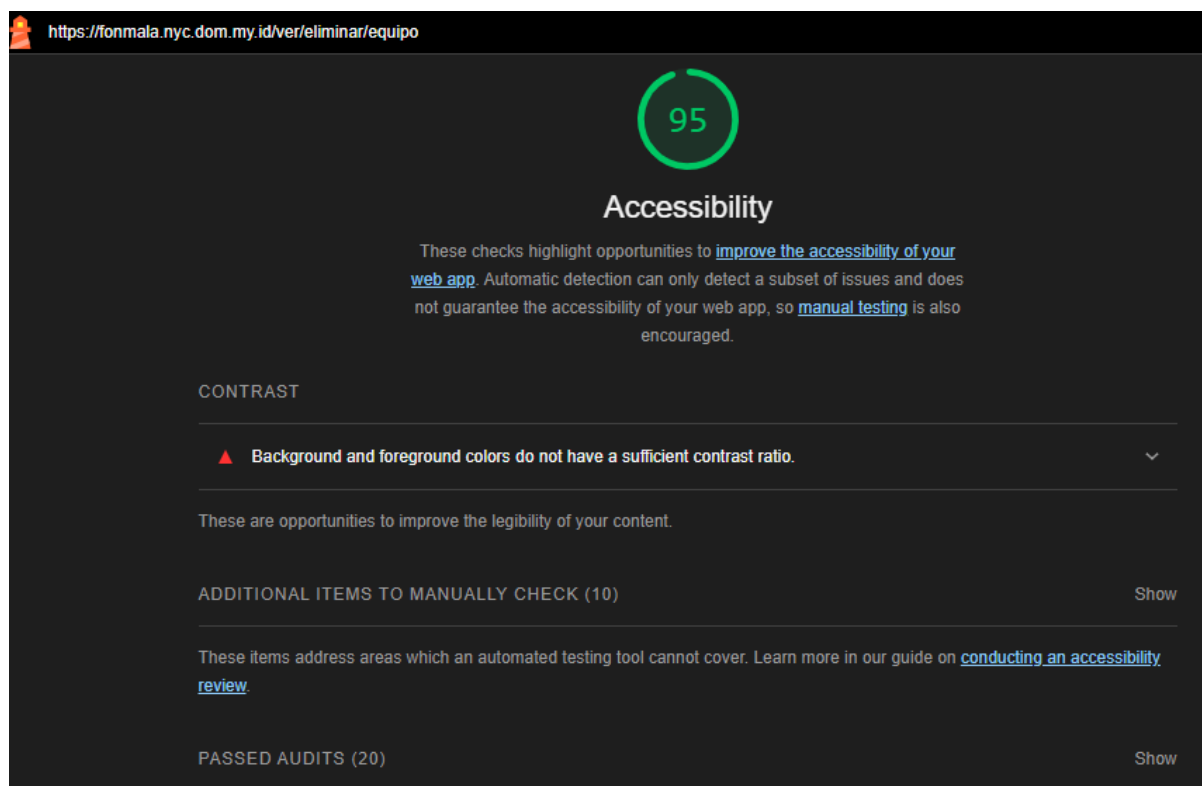 https://fonmala.nyc.dom.my.id/ver/eliminar/equipo
95
Accessibility
These checks highlight opportunities to improve the accessibility of your
web app. Automatic detection can only detect a subset of issues and does
not guarantee the accessibility of your web app, so manual testing is also
encouraged.
CONTRAST
Background and foreground colors do not have a sufficient contrast ratio.
These are opportunities to improve the legibility of your content.
ADDITIONAL ITEMS TO MANUALLY CHECK (10) Show
These items address areas which an automated testing tool cannot cover. Learn more in our guide on conducting an accessibility
review.
PASSED AUDITS (20) Show